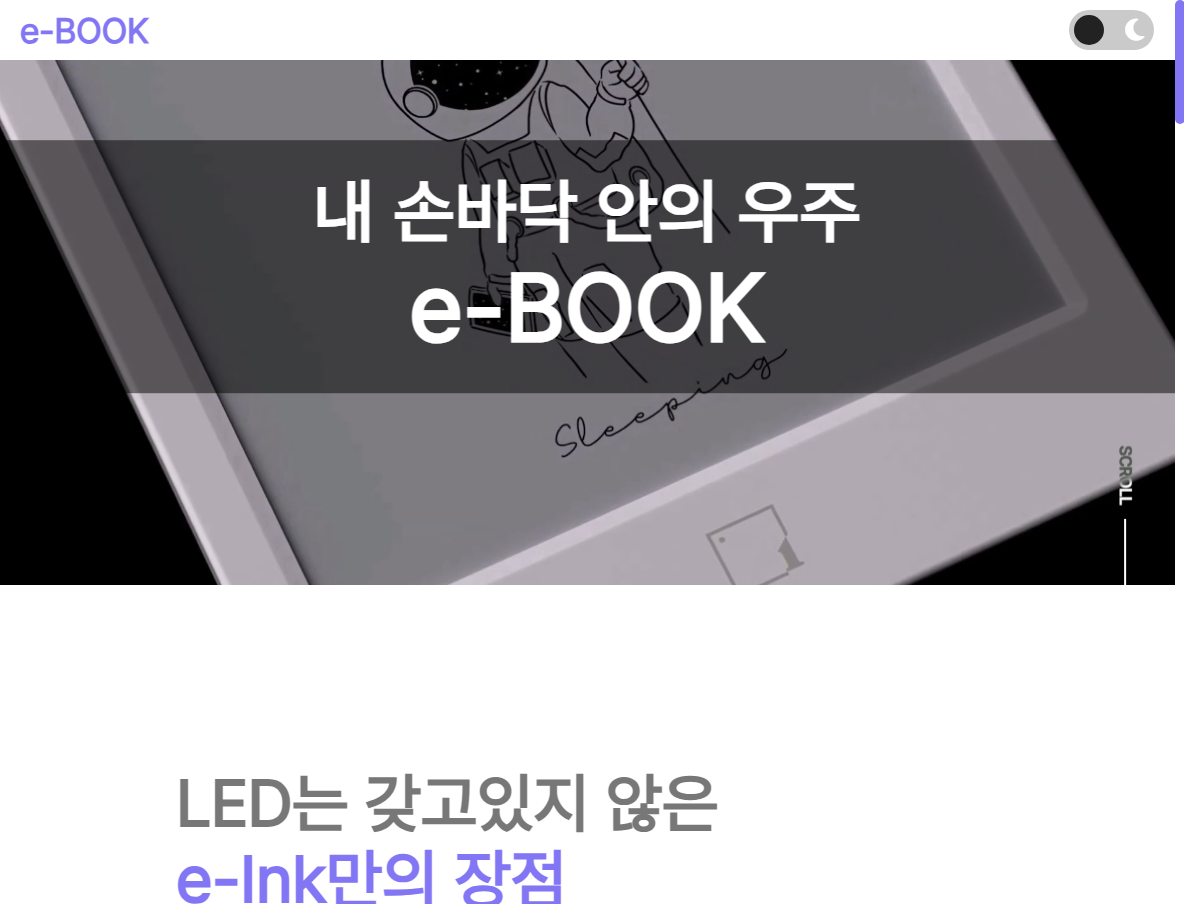 e-BOOK
내 손바닥 안의 우주
e-BOOK
Sleeping
SCROLL
LED는 갖고있지 않은
e-Ink만의 장점